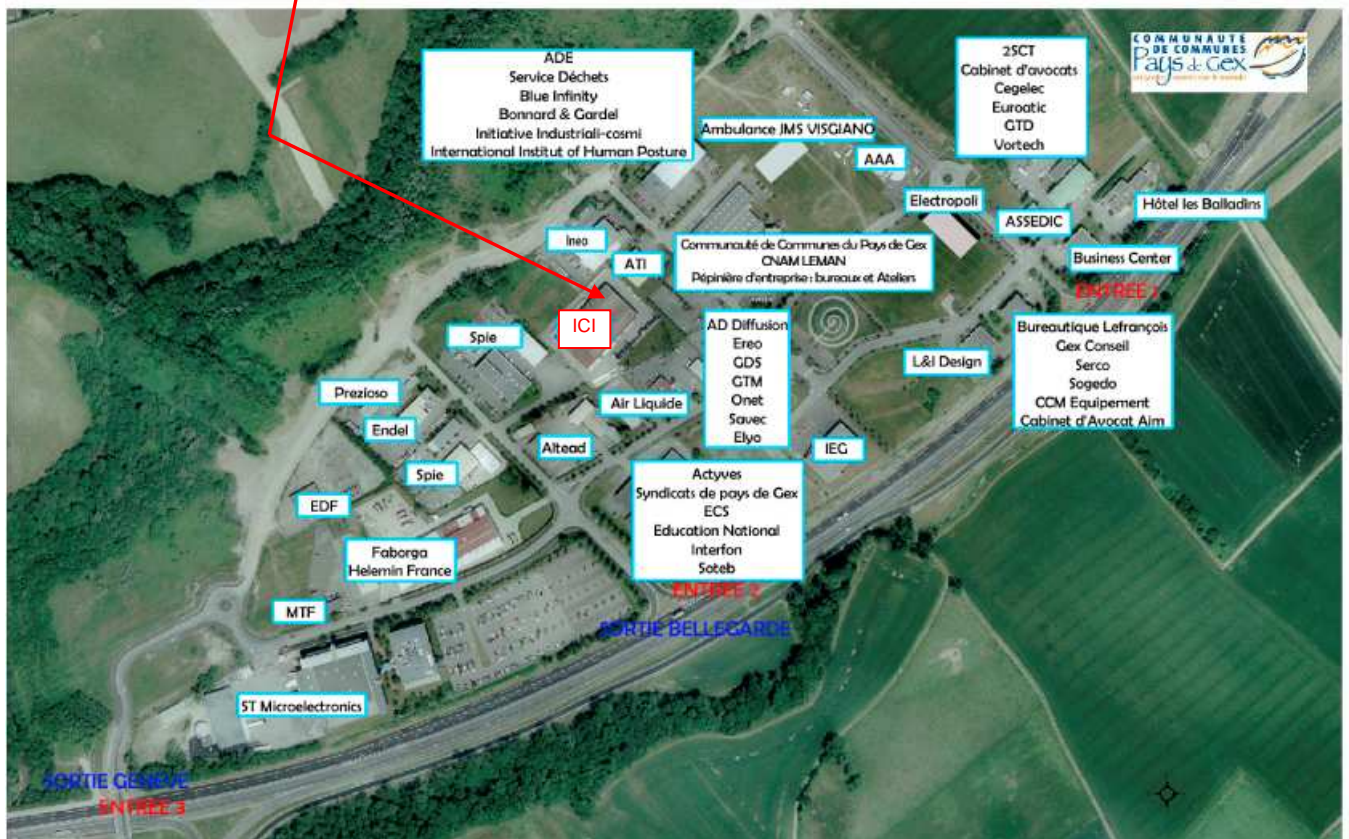 COMMUNAUTÉ
DE COMMUNES
Pays de Gex
ADE
Service Déchets
Blue Infinity
Bonnard & Gardel
Initiative Industriali-cosmi
International Institut of Human Posture
2SCT
Cabinet d'avocats
Cegelec
Euroatic
GTD
Vortech
Ambulance JMS VISGIANO
AAA
Electropoli
ASSEDIC
Hôtel les Balladins
Business Center
ENTREE 1
Ineo
ATI
Communauté de Communes du Pays de Gex
CNAM LEMAN
Pépinière d'entreprise : bureaux et Ateliers
ICI
Spie
AD Diffusion
Ereo
GDS
GTM
Onet
Savec
Elyo
L&I Design
Bureautique Lefrançois
Gex Conseil
Serco
Sogedo
CCM Equipement
Cabinet d'Avocat Aim
Prezioso
Endel
Air Liquide
Altead
Spie
IEG
EDF
Actyves
Syndicats de pays de Gex
ECS
Education National
Interfon
Soteb
ENTREE 2
SORTIE BELLEGARDE
Faborga
Helemin France
MTF
ST Microelectronics
SORTIE GENEVE
ENTREE 3